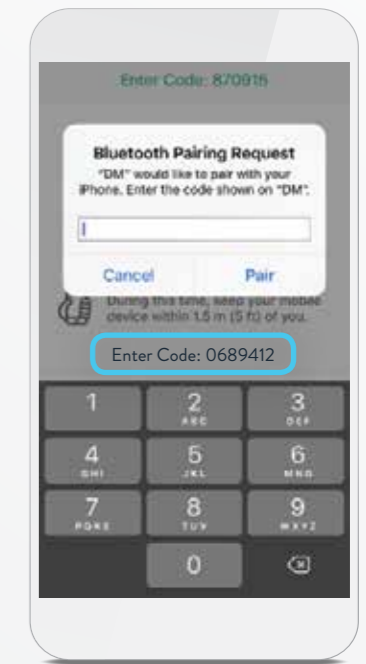 Enter Code: 870915
Bluetooth Pairing Request
"DM" would like to pair with your
iPhone. Enter the code shown on "DM".
Cancel Pair
During this time, keep your mobile
device within 1.5 m (5 ft) of you.
Enter Code: 0689412
1 2 3
ABC DEF
4 5 6
GHI JKL MNO
7 8 9
PQRS TUV WXYZ
0